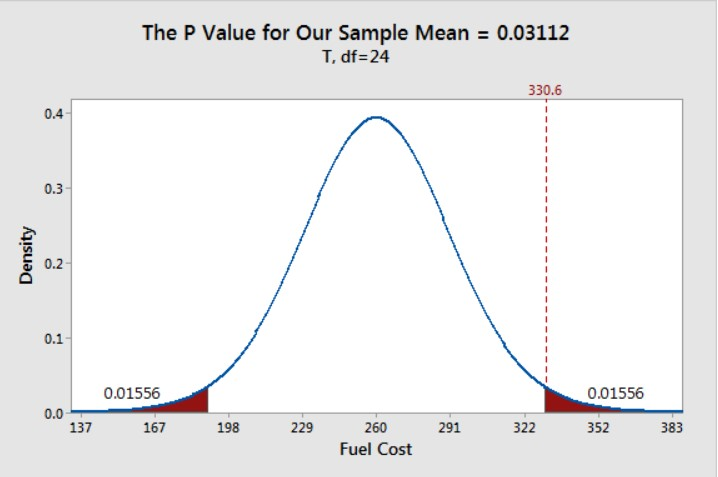 The P Value for Our Sample Mean = 0.03112
T, df=24
330.6
0.4
0.3
0.2
0.1
0.0
Density
0.01556
0.01556
137 167 198 229 260 291 322 352 383
Fuel Cost